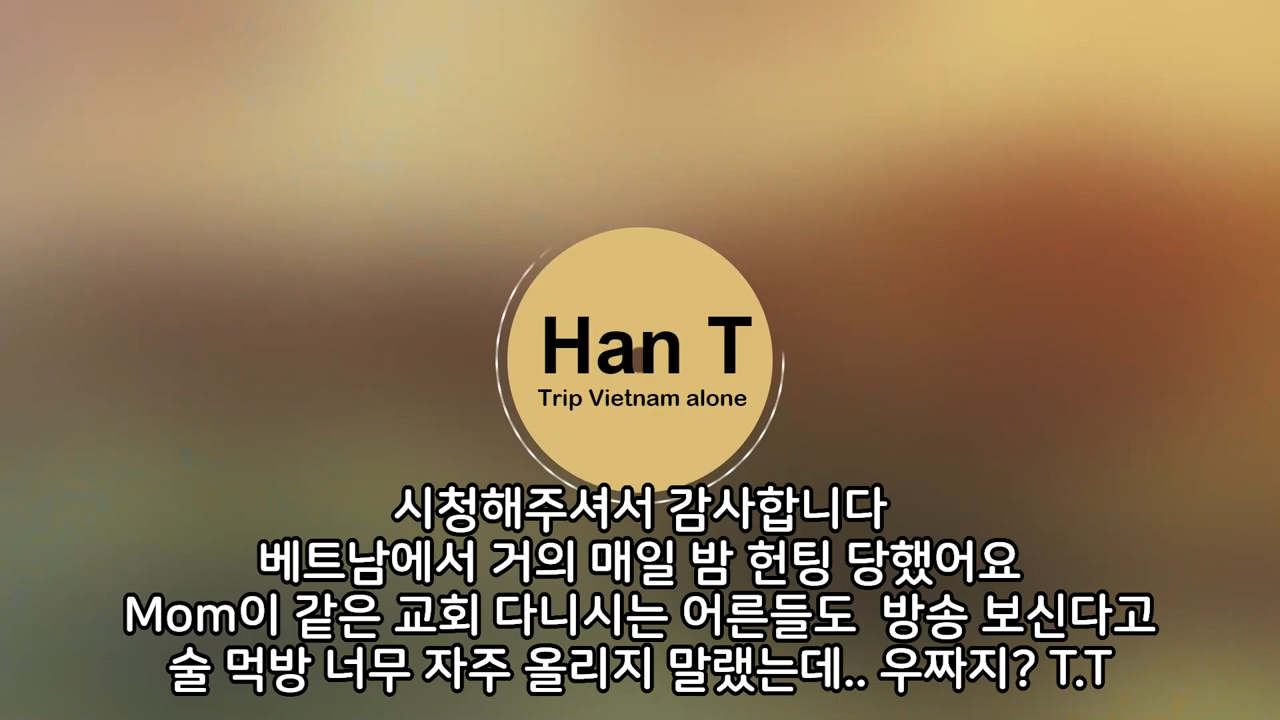 Han T
Trip Vietnam alone
시청해주셔서 감사합니다
베트남에서 거의 매일 밤 헌팅 당했어요
Mom이 같은 교회 다니시는 어른들도 방송 보신다고
술 먹방 너무 자주 올리지 말랬는데.. 우짜지? T.T